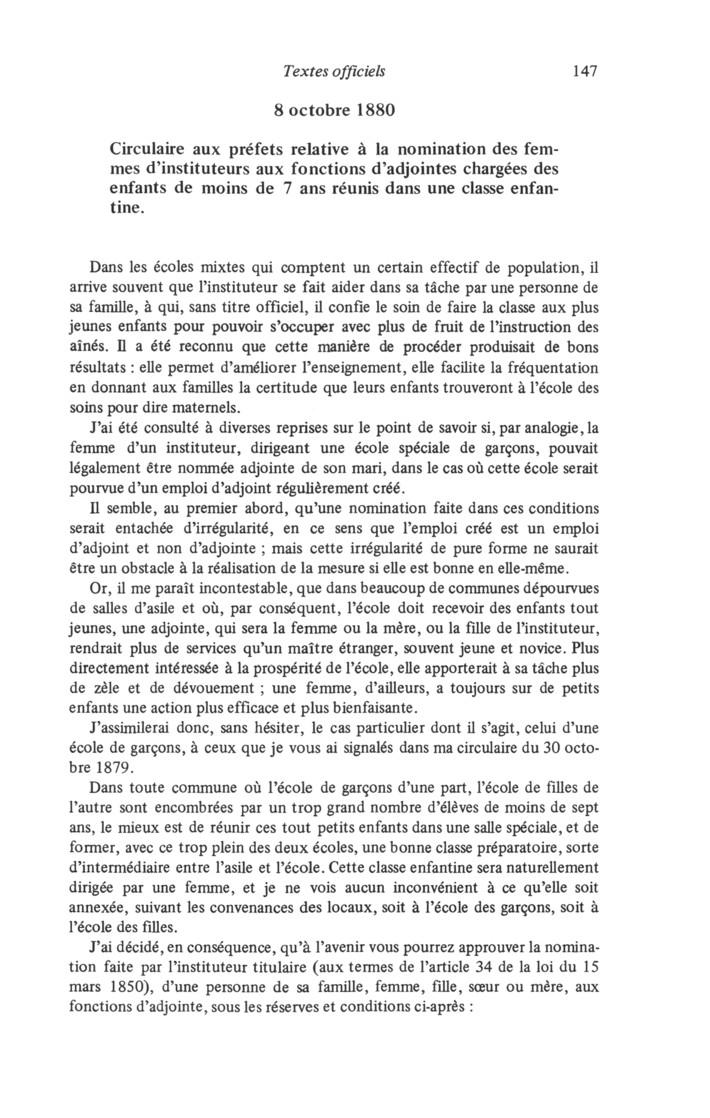 Textes officiels 147
8 octobre 1880
Circulaire aux préfets relative à la nomination des fem-
mes d'instituteurs aux fonctions d'adjointes chargées des
enfants de moins de 7 ans réunis dans une classe enfan-
tine.
Dans les écoles mixtes qui comptent un certain effectif de population, il
arrive souvent que l'instituteur se fait aider dans sa tâche par une personne de
sa famille, à qui, sans titre officiel, il confie le soin de faire la classe aux plus
jeunes enfants pour pouvoir s'occuper avec plus de fruit de l'instruction des
aînés. Il a été reconnu que cette manière de procéder produisait de bons
résultats : elle permet d'améliorer l'enseignement, elle facilite la fréquentation
en donnant aux familles la certitude que leurs enfants trouveront à l'école des
soins pour dire maternels.
J'ai été consulté à diverses reprises sur le point de savoir si, par analogie, la
femme d'un instituteur, dirigeant une école spéciale de garçons, pouvait
légalement être nommée adjointe de son mari, dans le cas où cette école serait
pourvue d'un emploi d'adjoint régulièrement créé.
Il semble, au premier abord, qu'une nomination faite dans ces conditions
serait entachée d'irrégularité, en ce sens que l'emploi créé est un emploi
d'adjoint et non d'adjointe ; mais cette irrégularité de pure forme ne saurait
être un obstacle à la réalisation de la mesure si elle est bonne en elle-même.
Or, il me paraît incontestable, que dans beaucoup de communes dépourvues
de salles d'asile et où, par conséquent, l'école doit recevoir des enfants tout
jeunes, une adjointe, qui sera la femme ou la mère, ou la fille de l'instituteur,
rendrait plus de services qu'un maître étranger, souvent jeune et novice. Plus
directement intéressée à la prospérité de l'école, elle apporterait à sa tâche plus
de zèle et de dévouement ; une femme, d'ailleurs, a toujours sur de petits
enfants une action plus efficace et plus bienfaisante.
J'assimilerai donc, sans hésiter, le cas particulier dont il s'agit, celui d'une
école de garçons, à ceux que je vous ai signalés dans ma circulaire du 30 octo-
bre 1879.
Dans toute commune où l'école de garçons d'une part, l'école de filles de
l'autre sont encombrées par un trop grand nombre d'élèves de moins de sept
ans, le mieux est de réunir ces tout petits enfants dans une salle spéciale, et de
former, avec ce trop plein des deux écoles, une bonne classe préparatoire, sorte
d'intermédiaire entre l'asile et l'école. Cette classe enfantine sera naturellement
dirigée par une femme, et je ne vois aucun inconvénient à ce qu'elle soit
annexée, suivant les convenances des locaux, soit à l'école des garçons, soit à
l'école des filles.
J'ai décidé, en conséquence, qu'à l'avenir vous pourrez approuver la nomina-
tion faite par l'instituteur titulaire (aux termes de l'article 34 de la loi du 15
mars 1850), d'une personne de sa famille, femme, fille, sœur ou mère, aux
fonctions d'adjointe, sous les réserves et conditions ci-après :